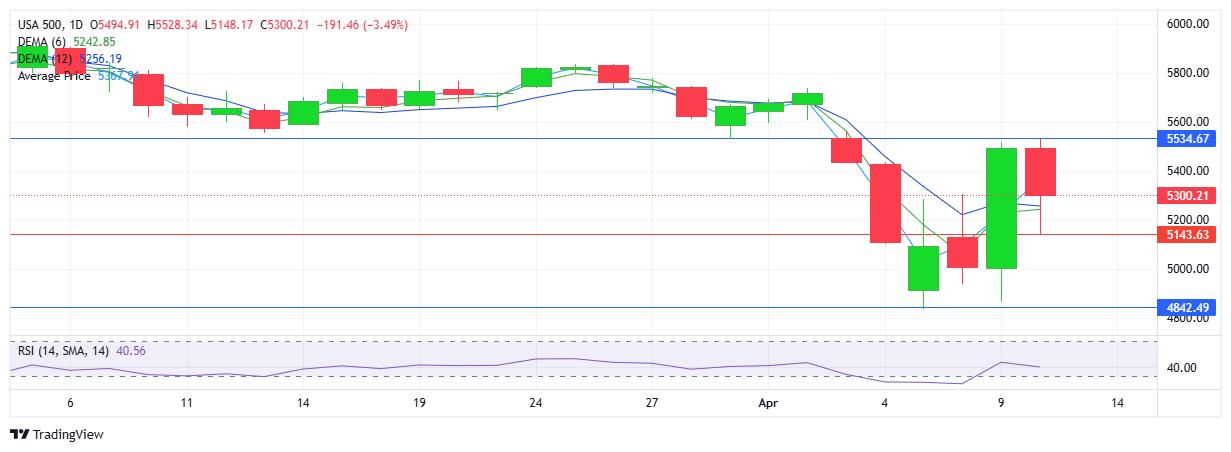 USA 500, 1D O5494.91 H5528.34 L5148.17 C5300.21 −191.46 (−3.49%)
DEMA (6) 5242.85
DEMA (12) 5256.19
Average Price 5367.91
6000.00
5800.00
5600.00
5534.67
5400.00
5300.21
5200.00
5143.63
5000.00
4842.49
4800.00
RSI (14, SMA, 14) 40.56
40.00
6 11 14 19 24 27 Apr 4 9 14
TradingView